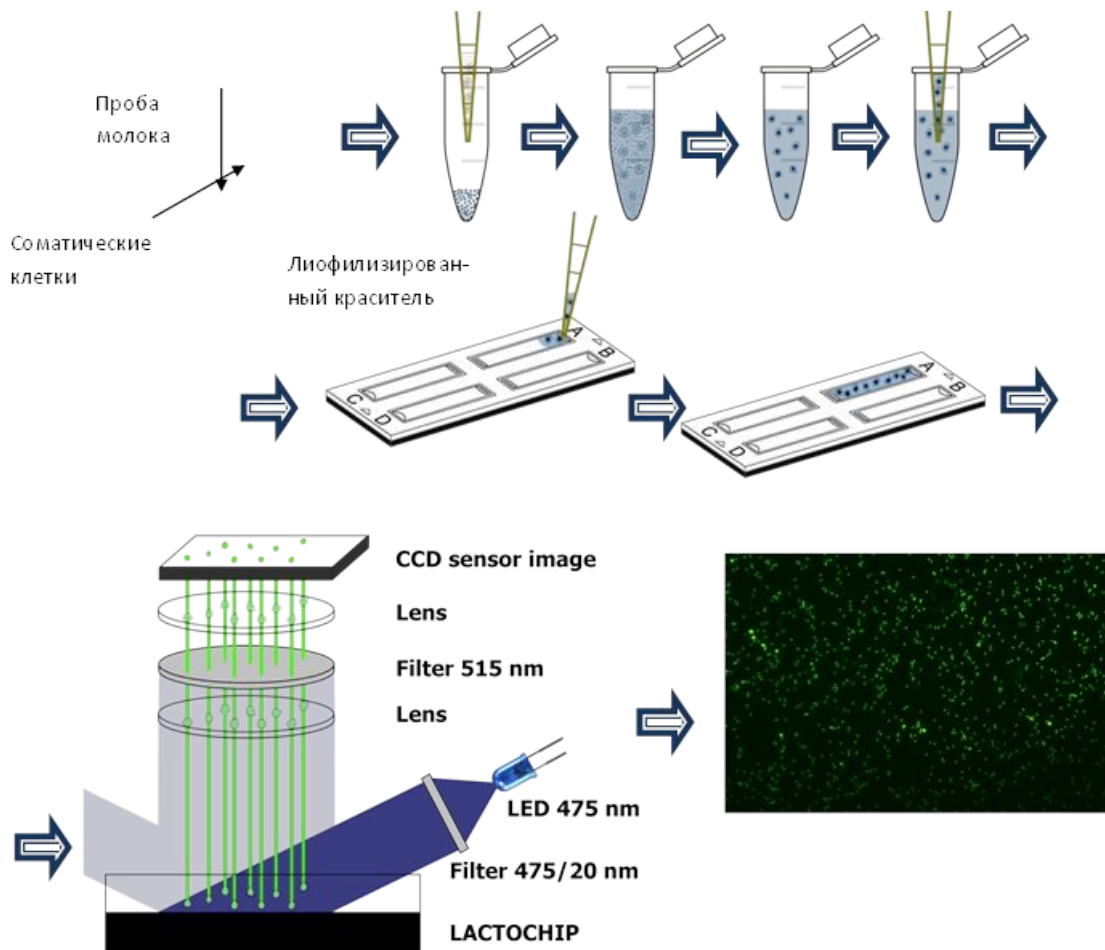 Проба
молока
Соматические
клетки
Лиофилизирован-
ный краситель
A
B
C
D
A
B
C
D
CCD sensor image
Lens
Filter 515 nm
Lens
LED 475 nm
Filter 475/20 nm
LACTOCHIP